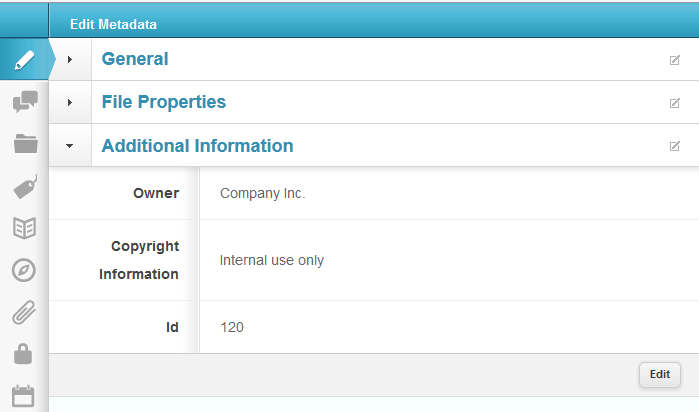 Edit Metadata
General
File Properties
Additional Information
Owner Company Inc.
Copyright
Information Internal use only
Id 120
Edit